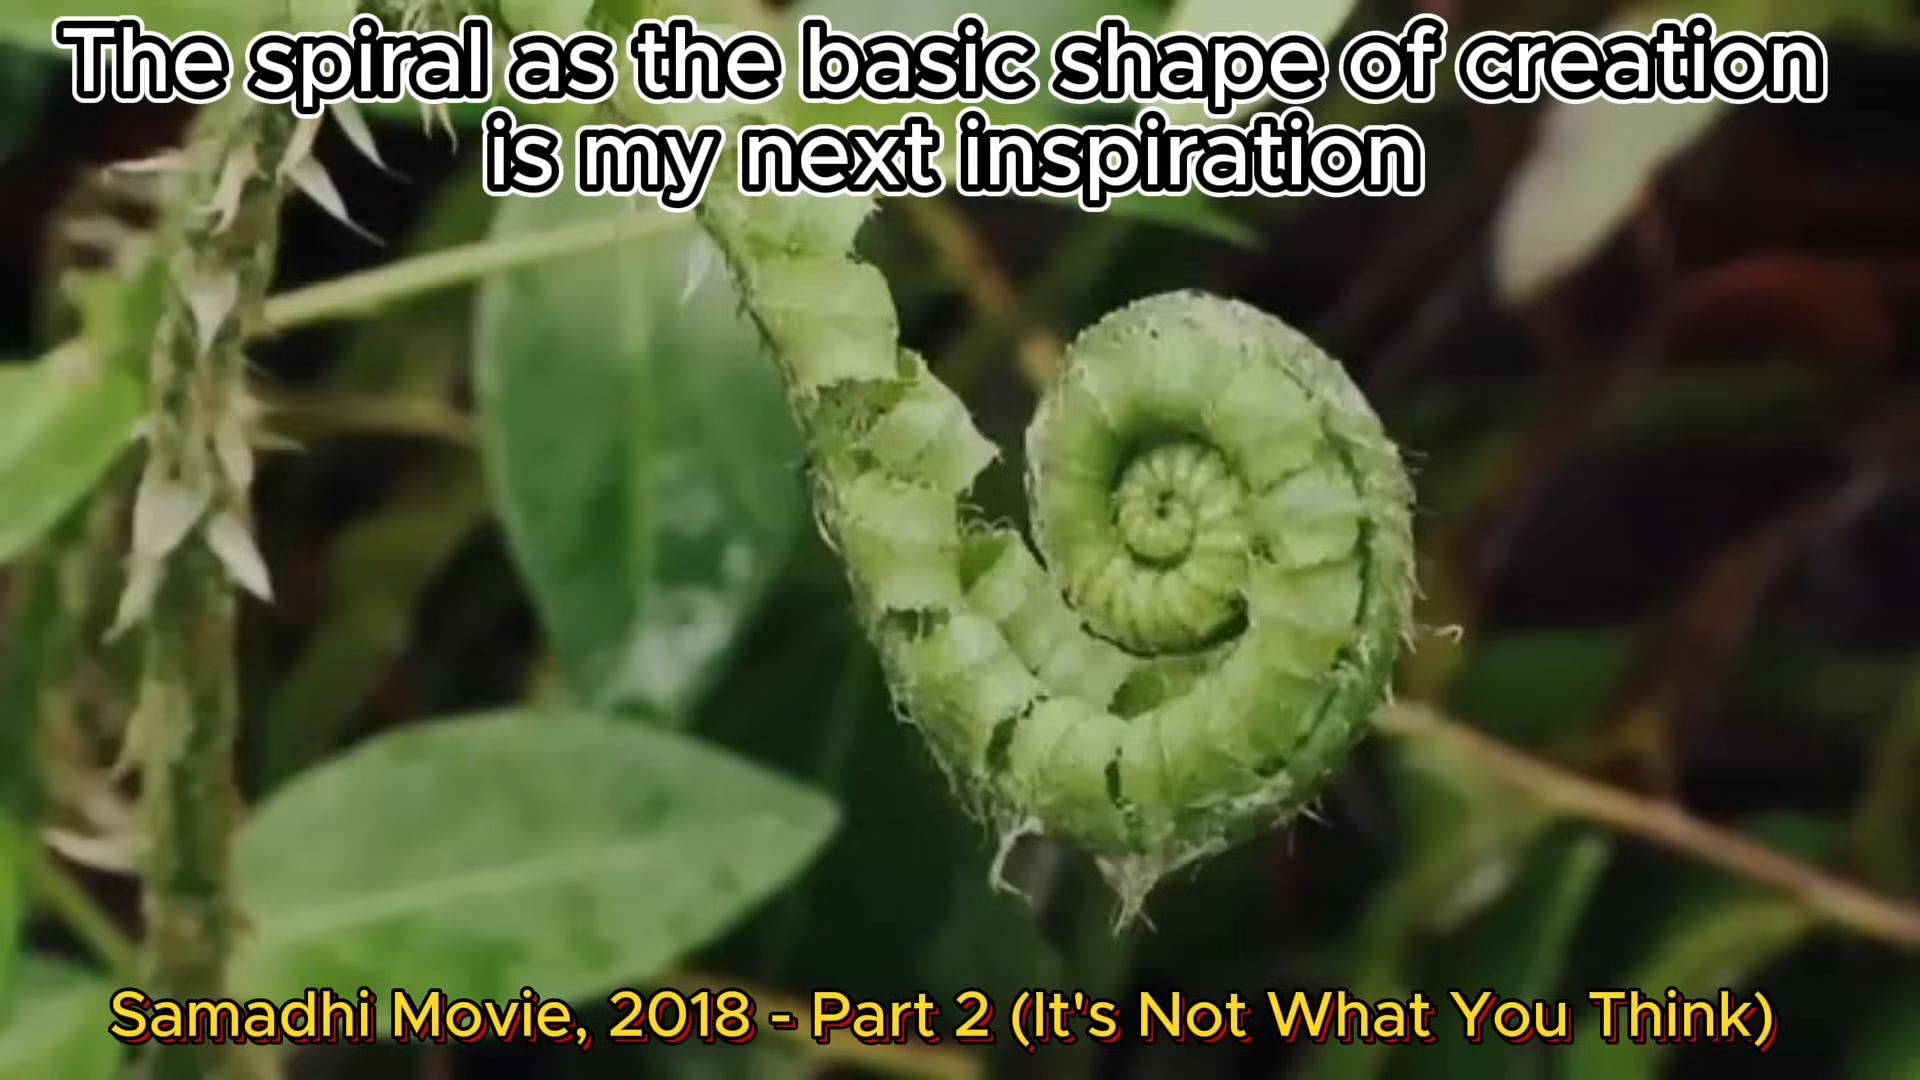 The spiral as the basic shape of creation
is my next inspiration
Samadhi Movie, 2018 - Part 2 (It's Not What You Think)